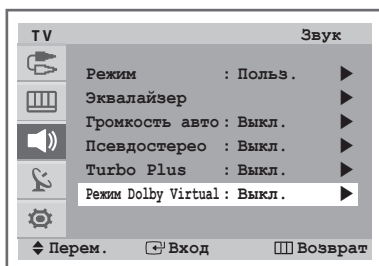 TV Звук
Режим : Польз.
Эквалайзер
Громкость авто : Выкл.
Псевдостерео : Выкл.
Turbo Plus : Выкл.
Режим Dolby Virtual : Выкл.
Перем. Вход Возврат